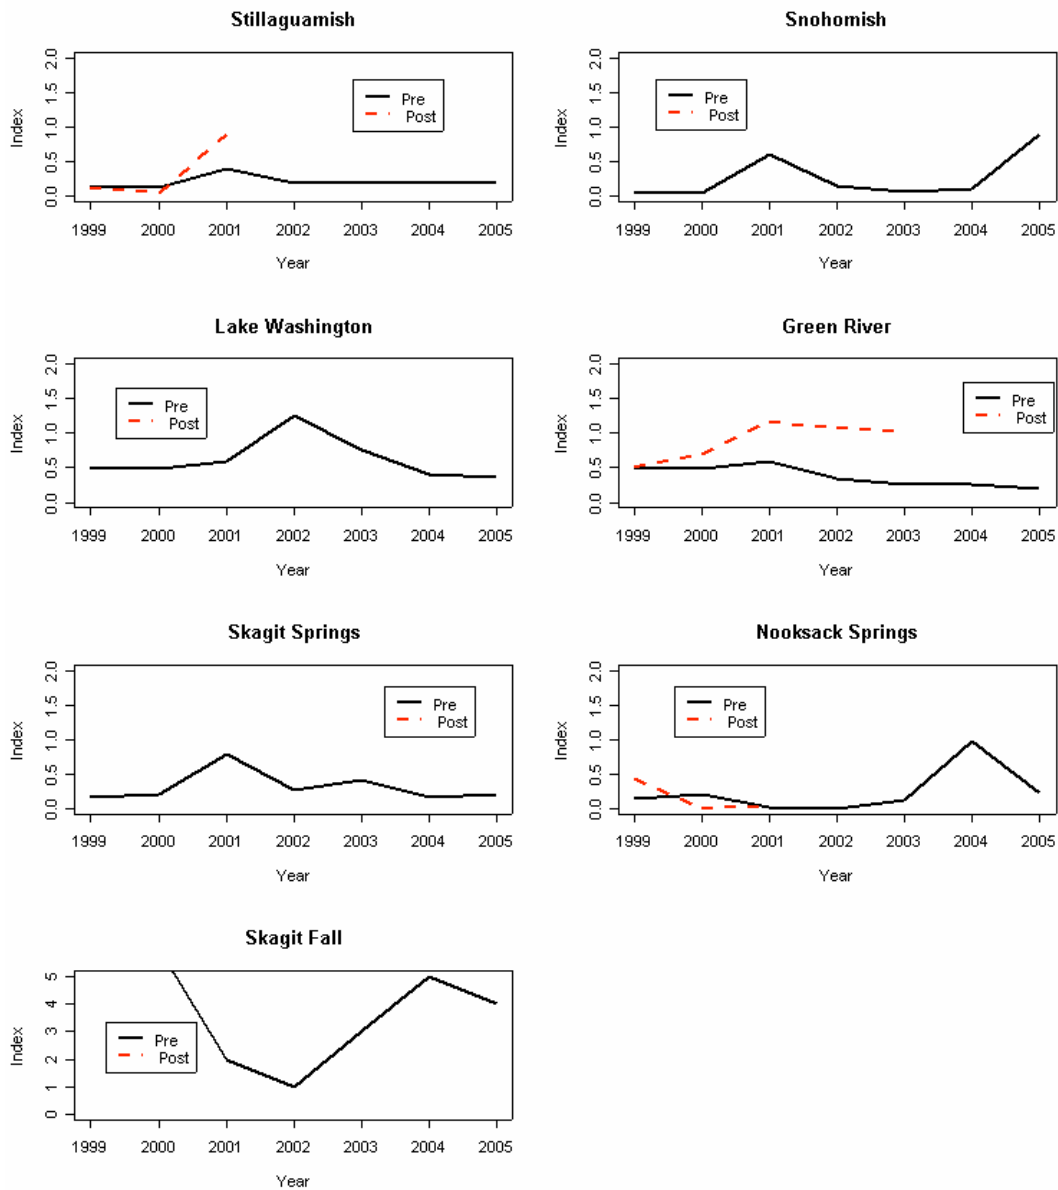 Stillaguamish
Index
0.0 0.5 1.0 1.5 2.0
Pre
Post
1999 2000 2001 2002 2003 2004 2005
Year
Snohomish
Index
0.0 0.5 1.0 1.5 2.0
Pre
Post
1999 2000 2001 2002 2003 2004 2005
Year
Lake Washington
Index
0.0 0.5 1.0 1.5 2.0
Pre
Post
1999 2000 2001 2002 2003 2004 2005
Year
Green River
Index
0.0 0.5 1.0 1.5 2.0
Pre
Post
1999 2000 2001 2002 2003 2004 2005
Year
Skagit Springs
Index
0.0 0.5 1.0 1.5 2.0
Pre
Post
1999 2000 2001 2002 2003 2004 2005
Year
Nooksack Springs
Index
0.0 0.5 1.0 1.5 2.0
Pre
Post
1999 2000 2001 2002 2003 2004 2005
Year
Skagit Fall
Index
0 1 2 3 4 5
Pre
Post
1999 2000 2001 2002 2003 2004 2005
Year